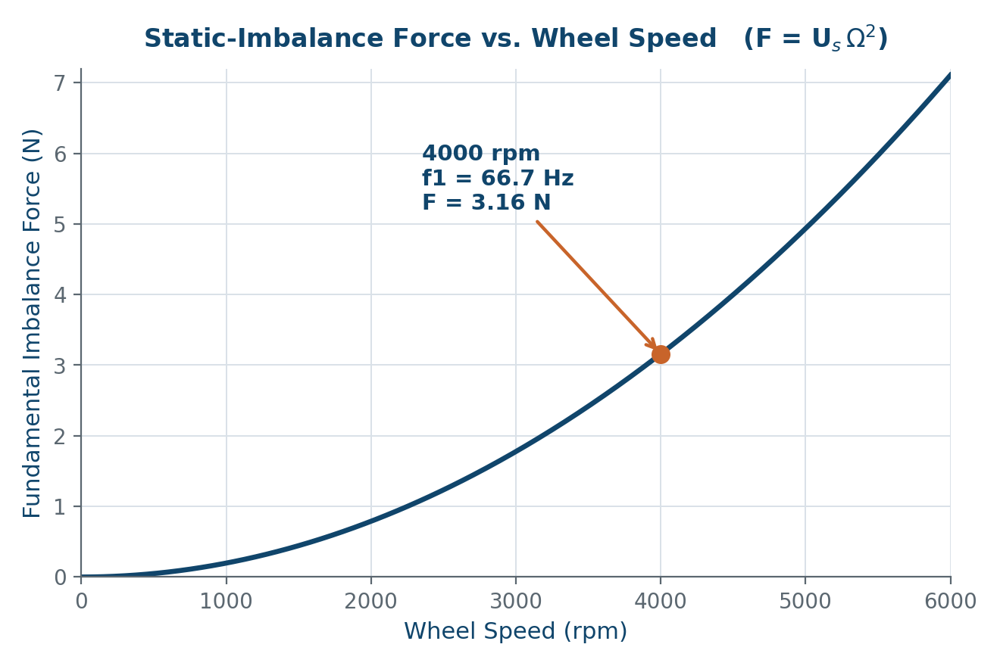 Static-Imbalance Force vs. Wheel Speed (F = Uₛ Ω²)
Fundamental Imbalance Force (N)
7
6
5
4
3
2
1
0
4000 rpm
f1 = 66.7 Hz
F = 3.16 N
0 1000 2000 3000 4000 5000 6000
Wheel Speed (rpm)